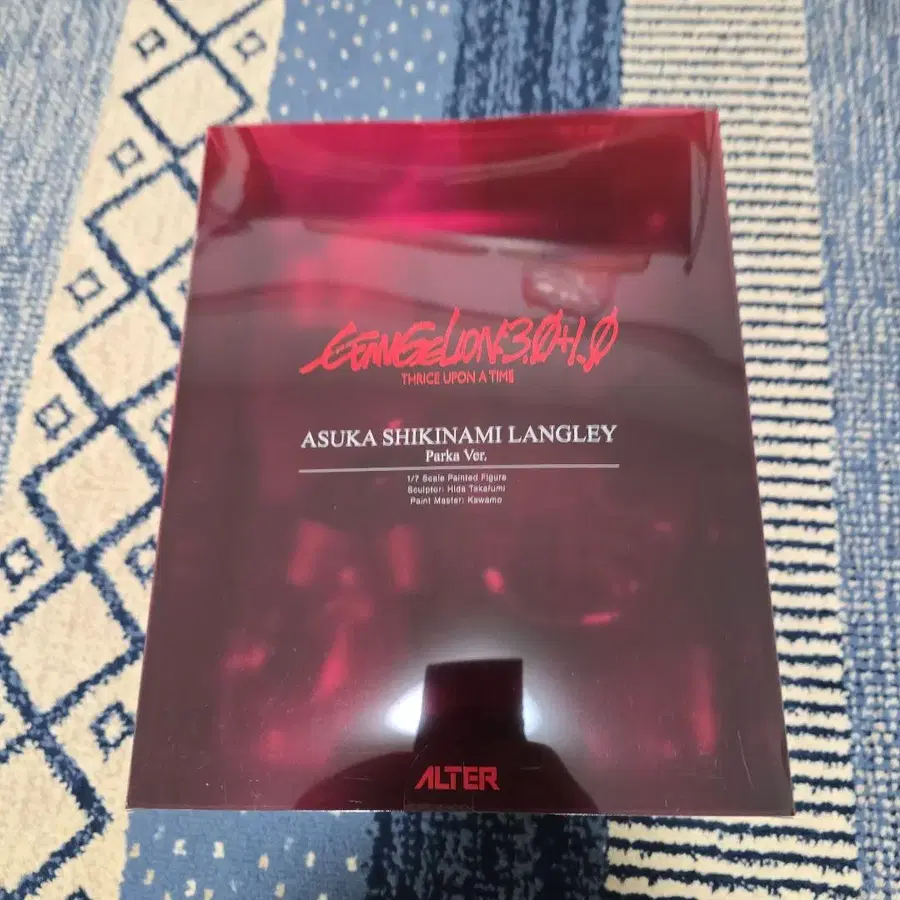 EVANGELION:3.0+1.0
THRICE UPON A TIME
ASUKA SHIKINAMI LANGLEY
Parka Ver.
1/7 Scale Painted Figure
Sculptor: Hida Takafumi
Paint Master: Kawamo
ALTER